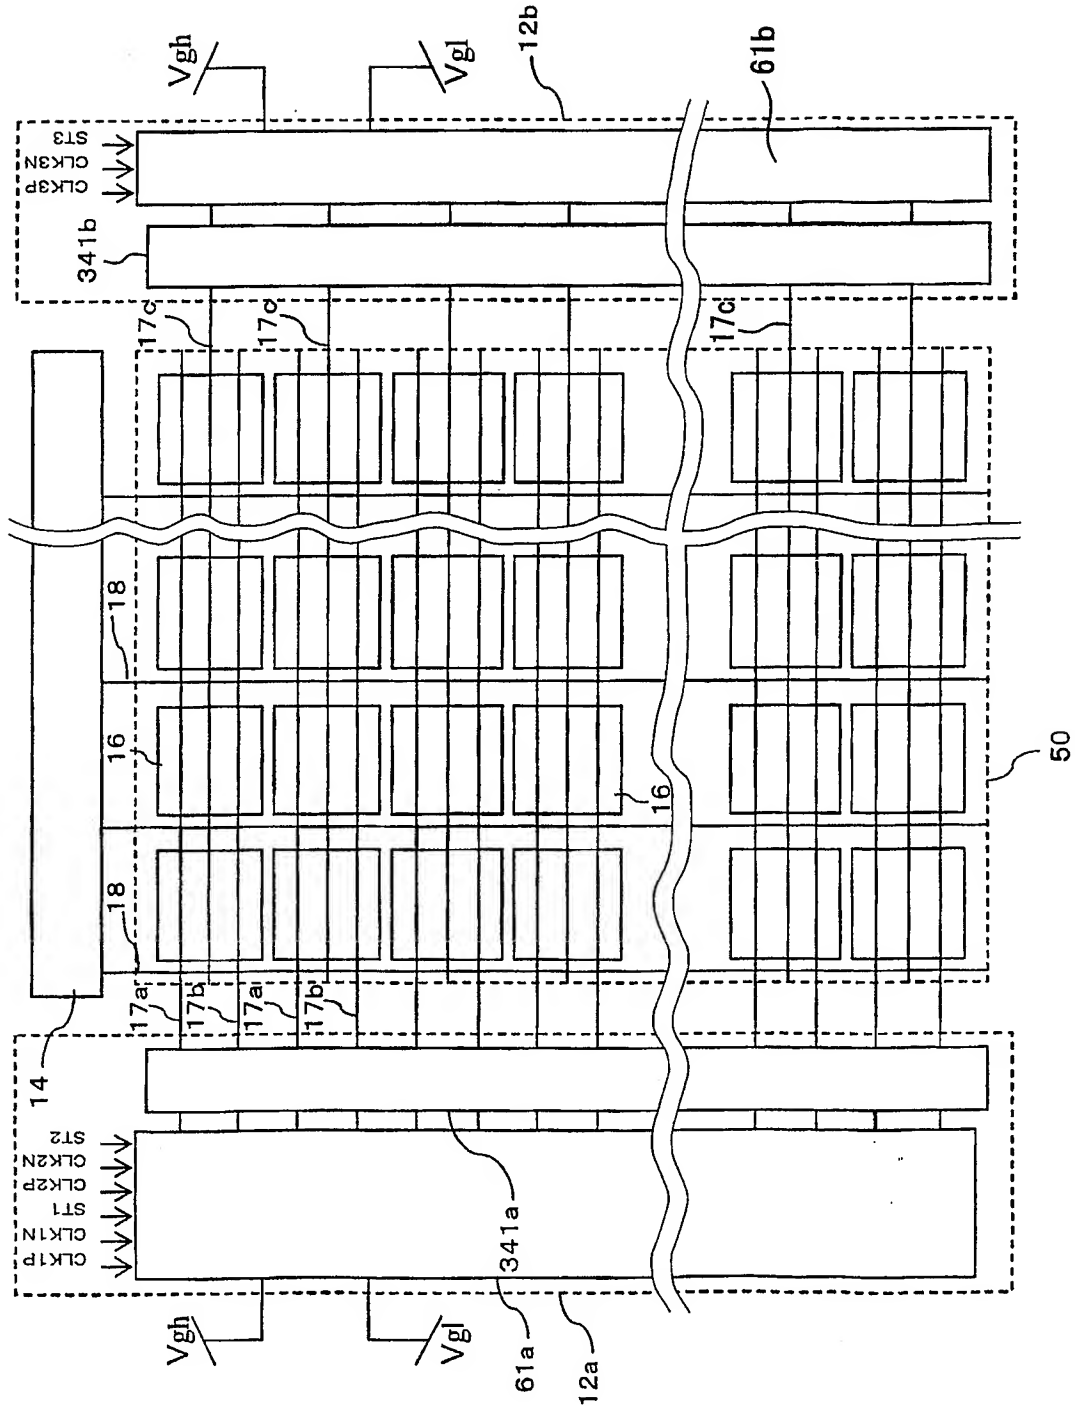 Vgh
Vgl
12b
61b
ST3
CLK3N
CLK3P
341b
17c
17c
17c
18
16
16
18
50
17a
17b
17a
17b
14
ST2
CLK2N
CLK2P
ST1
CLK1N
CLK1P
341a
Vgh
Vgl
61a
12a